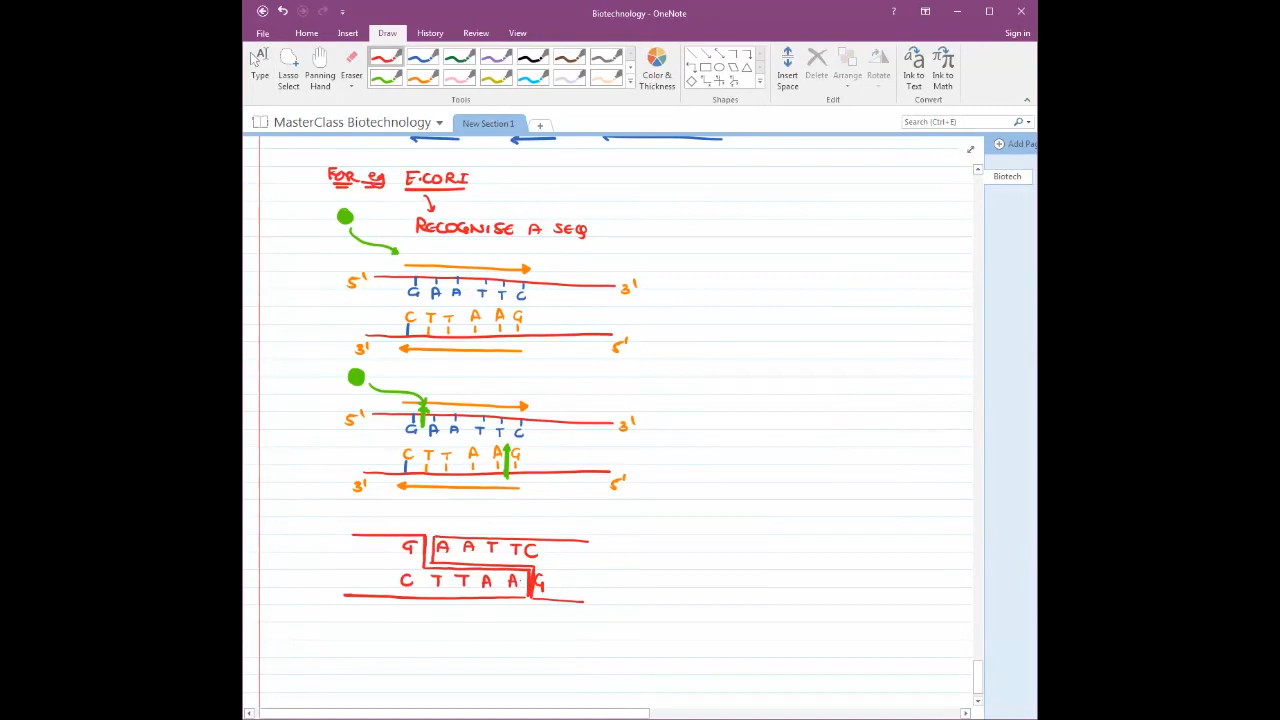 Biotechnology - OneNote
?
File Home Insert Draw History Review View Sign in
Type Lasso Select Panning Hand Eraser Color & Thickness Insert Space Delete Arrange Rotate Ink to Text Ink to Math
Tools Shapes Edit Convert
MasterClass Biotechnology New Section 1 + Search (Ctrl+E)
Add Pag
Biotech
FOR eg E.CORI
RECOGNISE A SEQ
5' 3'
G A A T T C
C T T A A G
3' 5'
5' 3'
G A A T T C
C T T A A G
3' 5'
G A A T T C
C T T A A G